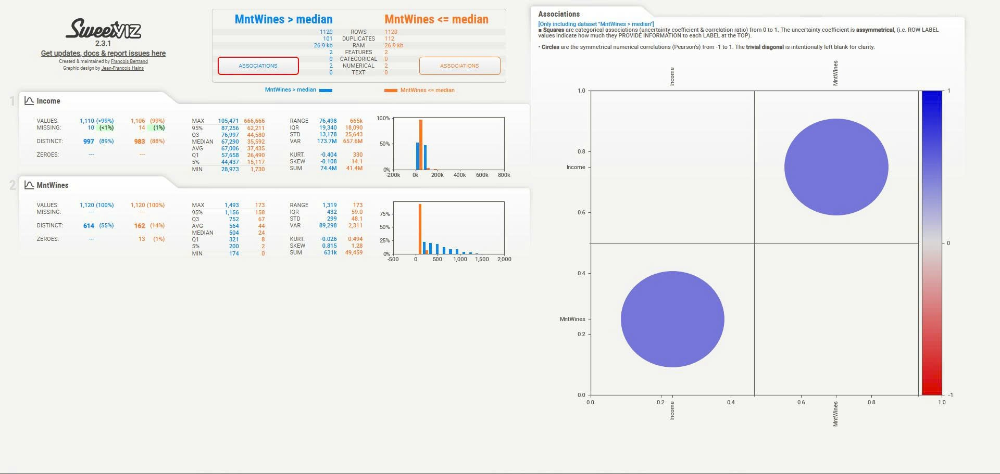 SweetVIZ
2.3.1
Get updates, docs & report issues here
Created & maintained by Francois Bertrand
Graphic design by Jean-Francois Hains
MntWines > median MntWines <= median
1120 ROWS 1120
101 DUPLICATES 112
26.9 kb RAM 26.9 kb
2 FEATURES 2
0 CATEGORICAL 0
2 NUMERICAL 2
0 TEXT 0
ASSOCIATIONS ASSOCIATIONS
MntWines > median MntWines <= median
1 Income
VALUES: 1,110 (>99%) 1,106 (99%)
MISSING: 10 (<1%) 14 (1%)
DISTINCT: 997 (89%) 983 (88%)
ZEROES: --- ---
MAX 105,471 666,666
95% 87,256 62,211
Q3 76,997 44,580
MEDIAN 67,290 35,592
AVG 67,006 37,435
Q1 57,658 26,490
5% 44,437 15,117
MIN 28,973 1,730
RANGE 76,498 665k
IQR 19,340 18,090
STD 13,178 25,643
VAR 173.7M 657.6M
KURT. -0.404 330
SKEW -0.108 14.1
SUM 74.4M 41.4M
100%
50%
0%
-200k 0k 200k 400k 600k 800k
2 MntWines
VALUES: 1,120 (100%) 1,120 (100%)
MISSING: --- ---
DISTINCT: 614 (55%) 162 (14%)
ZEROES: --- 13 (1%)
MAX 1,493 173
95% 1,156 158
Q3 752 67
AVG 564 44
MEDIAN 504 24
Q1 321 8
5% 200 2
MIN 174 0
RANGE 1,319 173
IQR 432 59.0
STD 299 48.1
VAR 89,298 2,311
KURT. -0.026 0.494
SKEW 0.815 1.28
SUM 631k 49,459
75%
50%
25%
0%
-500 0 500 1,000 1,500 2,000
Associations
[Only including dataset "MntWines > median"]
■ Squares are categorical associations (uncertainty coefficient & correlation ratio) from 0 to 1. The uncertainty coefficient is assymmetrical, (i.e. ROW LABEL
values indicate how much they PROVIDE INFORMATION to each LABEL at the TOP).
• Circles are the symmetrical numerical correlations (Pearson's) from -1 to 1. The trivial diagonal is intentionally left blank for clarity.
Income MntWines
1.0 1
0.8
Income
0.6
0
0.4
MntWines
0.2
0.0 −1
0.0 0.2 0.4 0.6 0.8 1.0
Income MntWines